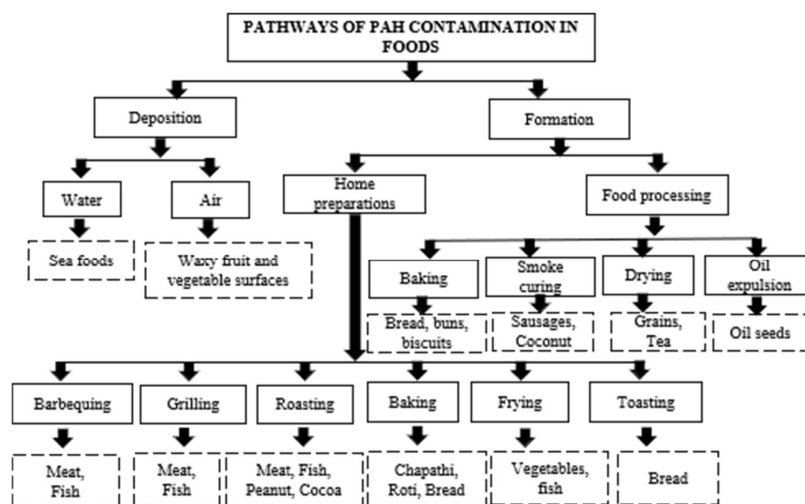 PATHWAYS OF PAH CONTAMINATION IN
FOODS
Deposition
Formation
Water
Air
Home
preparations
Food processing
Sea foods
Waxy fruit and
vegetable surfaces
Baking
Smoke
curing
Drying
Oil
expulsion
Bread, buns,
biscuits
Sausages,
Coconut
Grains,
Tea
Oil seeds
Barbequing
Grilling
Roasting
Baking
Frying
Toasting
Meat,
Fish
Meat,
Fish
Meat, Fish,
Peanut, Cocoa
Chapathi,
Roti, Bread
Vegetables,
fish
Bread